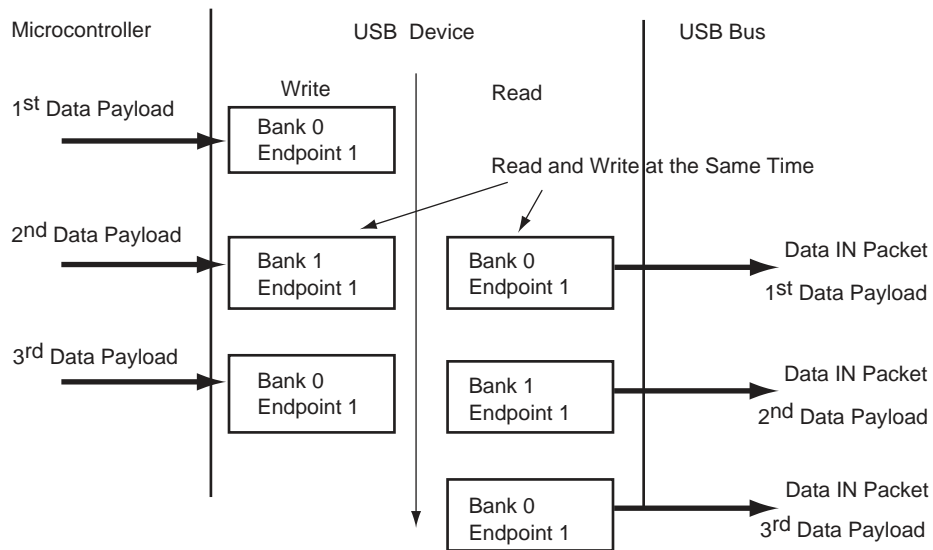 Microcontroller
USB Device
USB Bus
Write
Read
1st Data Payload
Bank 0
Endpoint 1
Read and Write at the Same Time
2nd Data Payload
Bank 1
Endpoint 1
Bank 0
Endpoint 1
Data IN Packet
1st Data Payload
3rd Data Payload
Bank 0
Endpoint 1
Bank 1
Endpoint 1
Data IN Packet
2nd Data Payload
Bank 0
Endpoint 1
Data IN Packet
3rd Data Payload